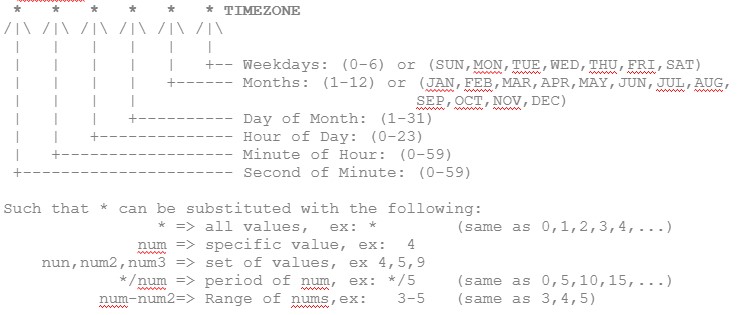 * * * * * * TIMEZONE
/|\ /|\ /|\ /|\ /|\ /|\
| | | | | |
| | | | | +-- Weekdays: (0-6) or (SUN,MON,TUE,WED,THU,FRI,SAT)
| | | | +------ Months: (1-12) or (JAN,FEB,MAR,APR,MAY,JUN,JUL,AUG,
| | | | SEP,OCT,NOV,DEC)
| | | +---------- Day of Month: (1-31)
| | +-------------- Hour of Day: (0-23)
| +------------------ Minute of Hour: (0-59)
+---------------------- Second of Minute: (0-59)
Such that * can be substituted with the following:
* => all values, ex: * (same as 0,1,2,3,4,...)
num => specific value, ex: 4
nun,num2,num3 => set of values, ex 4,5,9
*/num => period of num, ex: */5 (same as 0,5,10,15,...)
num-num2=> Range of nums,ex: 3-5 (same as 3,4,5)